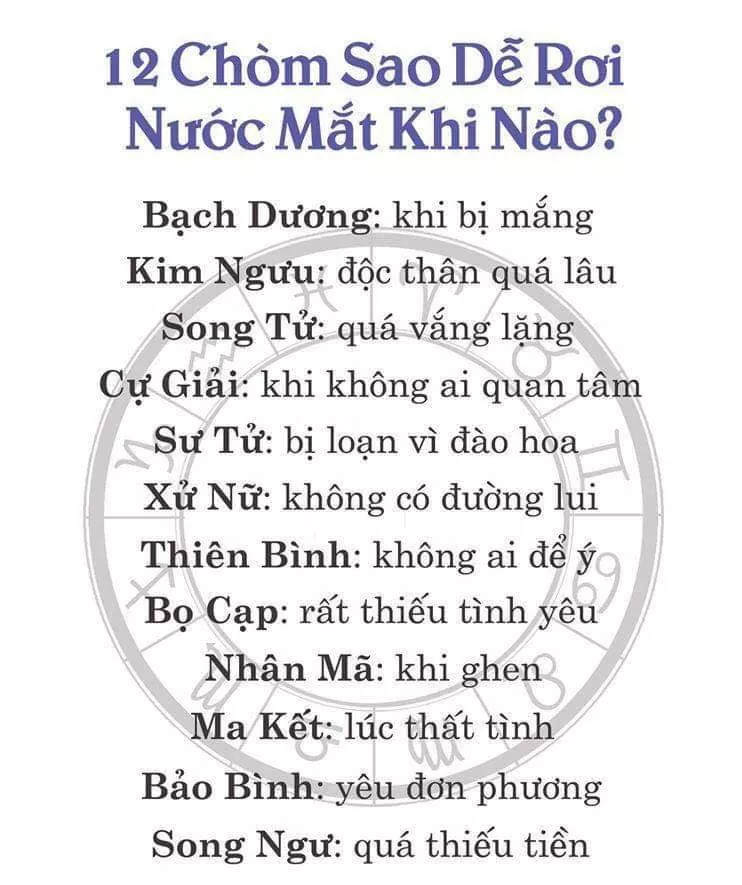 12 Chòm Sao Dễ Rơi
Nước Mắt Khi Nào?
Bạch Dương: khi bị mắng
Kim Ngưu: độc thân quá lâu
Song Tử: quá vắng lặng
Cự Giải: khi không ai quan tâm
Sư Tử: bị loạn vì đào hoa
Xử Nữ: không có đường lui
Thiên Bình: không ai để ý
Bọ Cạp: rất thiếu tình yêu
Nhân Mã: khi ghen
Ma Kết: lúc thất tình
Bảo Bình: yêu đơn phương
Song Ngư: quá thiếu tiền